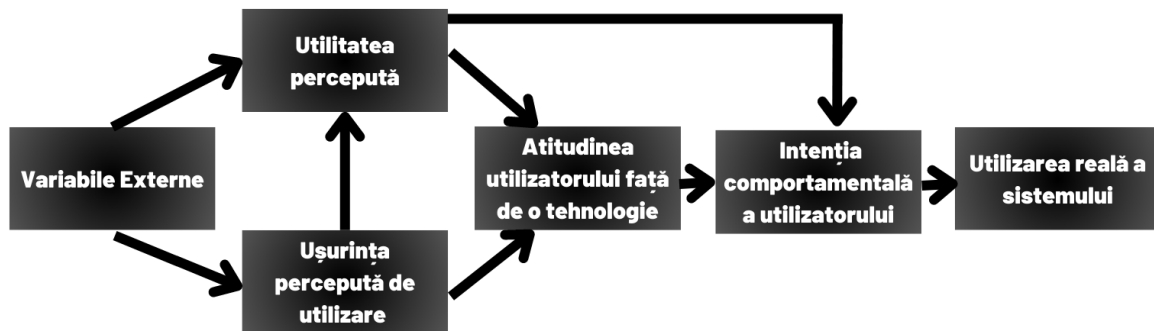 Utilitatea
percepută
Variabile Externe
Ușurința
percepută de
utilizare
Atitudinea
utilizatorului față
de o tehnologie
Intenția
comportamentală
a utilizatorului
Utilizarea reală a
sistemului